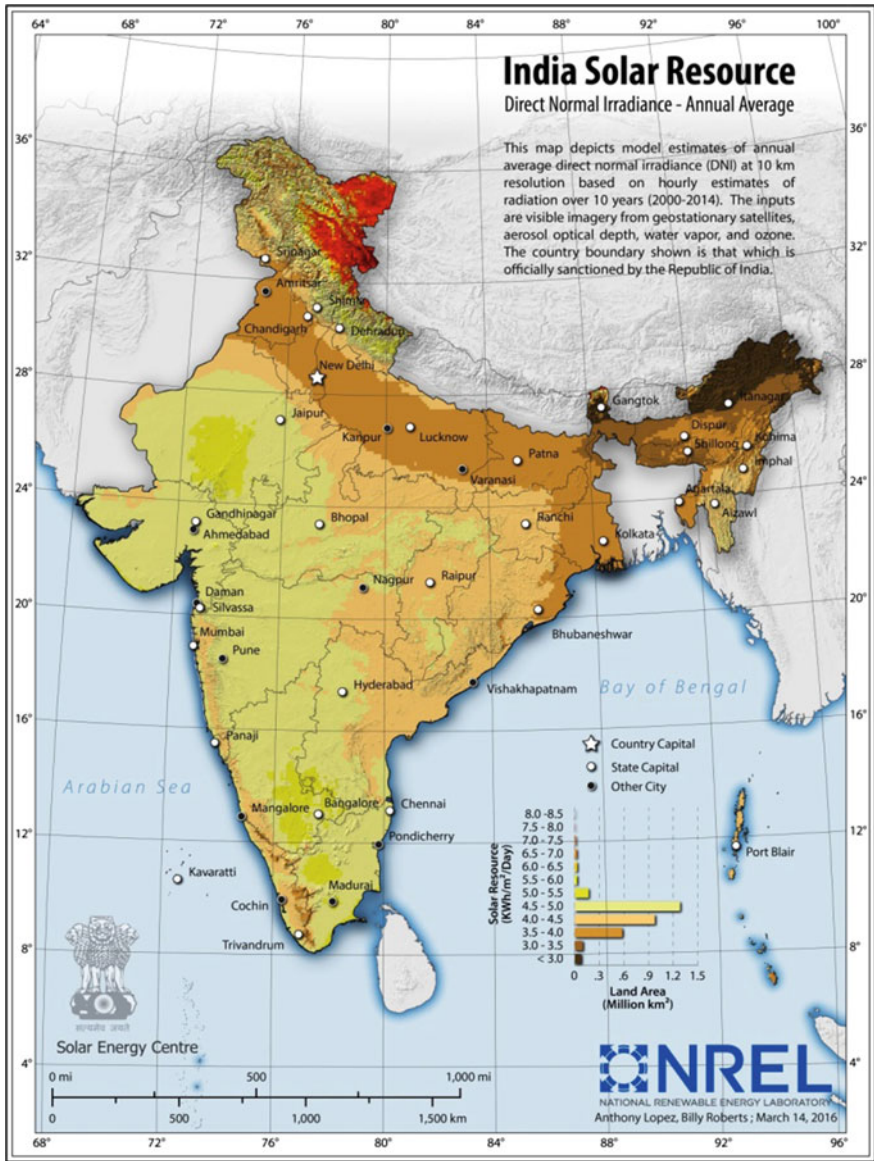 64°
68°
72°
76°
80°
84°
88°
92°
96°
100°
India Solar Resource
Direct Normal Irradiance - Annual Average
This map depicts model estimates of annual
average direct normal irradiance (DNI) at 10 km
resolution based on hourly estimates of
radiation over 10 years (2000-2014). The inputs
are visible imagery from geostationary satellites,
aerosol optical depth, water vapor, and ozone.
The country boundary shown is that which is
officially sanctioned by the Republic of India.
36°
36°
32°
32°
28°
28°
24°
24°
20°
20°
16°
16°
12°
12°
8°
8°
4°
4°
Srinagar
Amritsar
Shimla
Chandigarh
Dehradun
New Delhi
Jaipur
Kanpur
Lucknow
Patna
Varanasi
Gangtok
Itanagar
Dispur
Shillong
Kohima
Imphal
Agartala
Aizawl
Gandhinagar
Ahmedabad
Bhopal
Ranchi
Kolkata
Nagpur
Raipur
Daman
Silvassa
Mumbai
Pune
Bhubaneshwar
Hyderabad
Vishakhapatnam
Bay of Bengal
Panaji
Arabian Sea
Mangalore
Bangalore
Chennai
Pondicherry
Kavaratti
Cochin
Madurai
Trivandrum
Port Blair
Country Capital
State Capital
Other City
Solar Resource
(KWh/m²/Day)
8.0 -8.5
7.5 -8.0
7.0 -7.5
6.5 -7.0
6.0 -6.5
5.5 -6.0
5.0 -5.5
4.5 -5.0
4.0 -4.5
3.5 -4.0
3.0 -3.5
< 3.0
0 .3 .6 .9 1.2 1.5
Land Area
(Million km²)
सत्यमेव जयते
Solar Energy Centre
0 mi 500 1,000 mi
0 500 1,000 1,500 km
NREL
NATIONAL RENEWABLE ENERGY LABORATORY
Anthony Lopez, Billy Roberts ; March 14, 2016
68°
72°
76°
80°
84°
88°
92°
96°